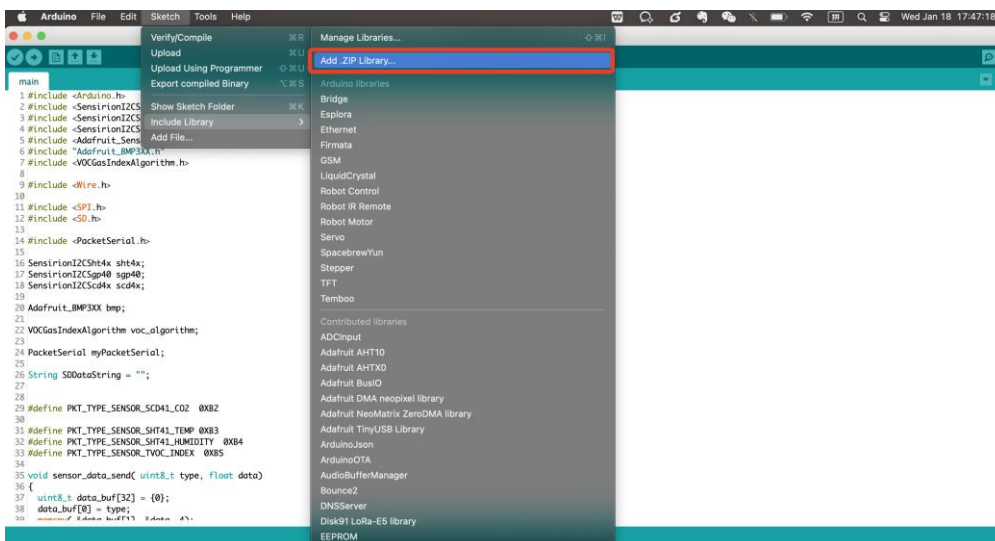 Arduino File Edit Sketch Tools Help
Wed Jan 18 17:47:18
Verify/Compile ⌘R
Upload ⌘U
Upload Using Programmer ⇧⌘U
Export compiled Binary ⌥⌘S
Show Sketch Folder ⌘K
Include Library >
Add File...
Manage Libraries... ⇧⌘I
Add .ZIP Library...
Arduino libraries
Bridge
Esplora
Ethernet
Firmata
GSM
LiquidCrystal
Robot Control
Robot IR Remote
Robot Motor
Servo
SpacebrewYun
Stepper
TFT
Temboo
Contributed libraries
ADCInput
Adafruit AHT10
Adafruit AHTX0
Adafruit BusIO
Adafruit DMA neopixel library
Adafruit NeoMatrix ZeroDMA library
Adafruit TinyUSB Library
ArduinoJson
ArduinoOTA
AudioBufferManager
Bounce2
DNSServer
Disk91 LoRa-E5 library
EEPROM
main
1 #include <Arduino.h>
2 #include <SensirionI2CS
3 #include <SensirionI2CS
4 #include <SensirionI2CS
5 #include <Adafruit_Sens
6 #include "Adafruit_BMP3XX.h"
7 #include <VOCGasIndexAlgorithm.h>
8
9 #include <Wire.h>
10
11 #include <SPI.h>
12 #include <SD.h>
13
14 #include <PacketSerial.h>
15
16 SensirionI2CSht4x sht4x;
17 SensirionI2CSgp40 sgp40;
18 SensirionI2CScd4x scd4x;
19
20 Adafruit_BMP3XX bmp;
21
22 VOCGasIndexAlgorithm voc_algorithm;
23
24 PacketSerial myPacketSerial;
25
26 String SDDataString = "";
27
28
29 #define PKT_TYPE_SENSOR_SCD41_CO2 0XB2
30
31 #define PKT_TYPE_SENSOR_SHT41_TEMP 0XB3
32 #define PKT_TYPE_SENSOR_SHT41_HUMIDITY 0XB4
33 #define PKT_TYPE_SENSOR_TVOC_INDEX 0XB5
34
35 void sensor_data_send( uint8_t type, float data)
36 {
37 uint8_t data_buf[32] = {0};
38 data_buf[0] = type;
39 memcpy( &data_buf[1], &data, 4);